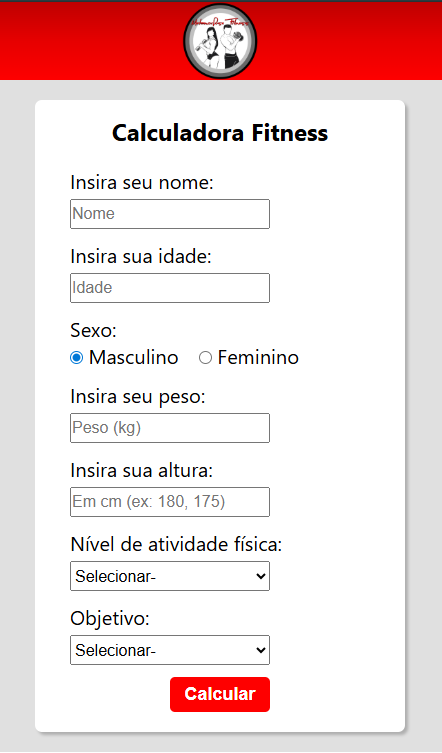 Calculadora Fitness
Insira seu nome:
Nome
Insira sua idade:
Idade
Sexo:
Masculino Feminino
Insira seu peso:
Peso (kg)
Insira sua altura:
Em cm (ex: 180, 175)
Nível de atividade física:
Selecionar-
Objetivo:
Selecionar-
Calcular